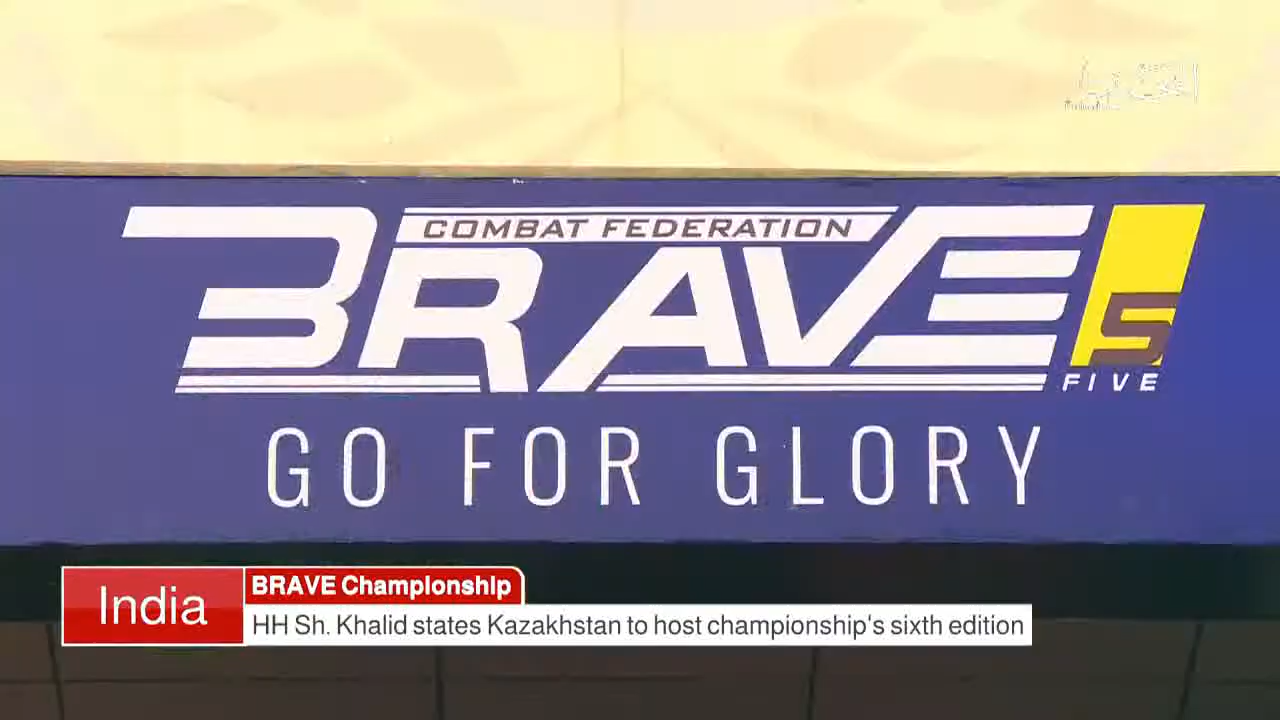 COMBAT FEDERATION
BRAVE 5
FIVE
GO FOR GLORY
BRAVE Championship
India
HH Sh. Khalid states Kazakhstan to host championship's sixth edition